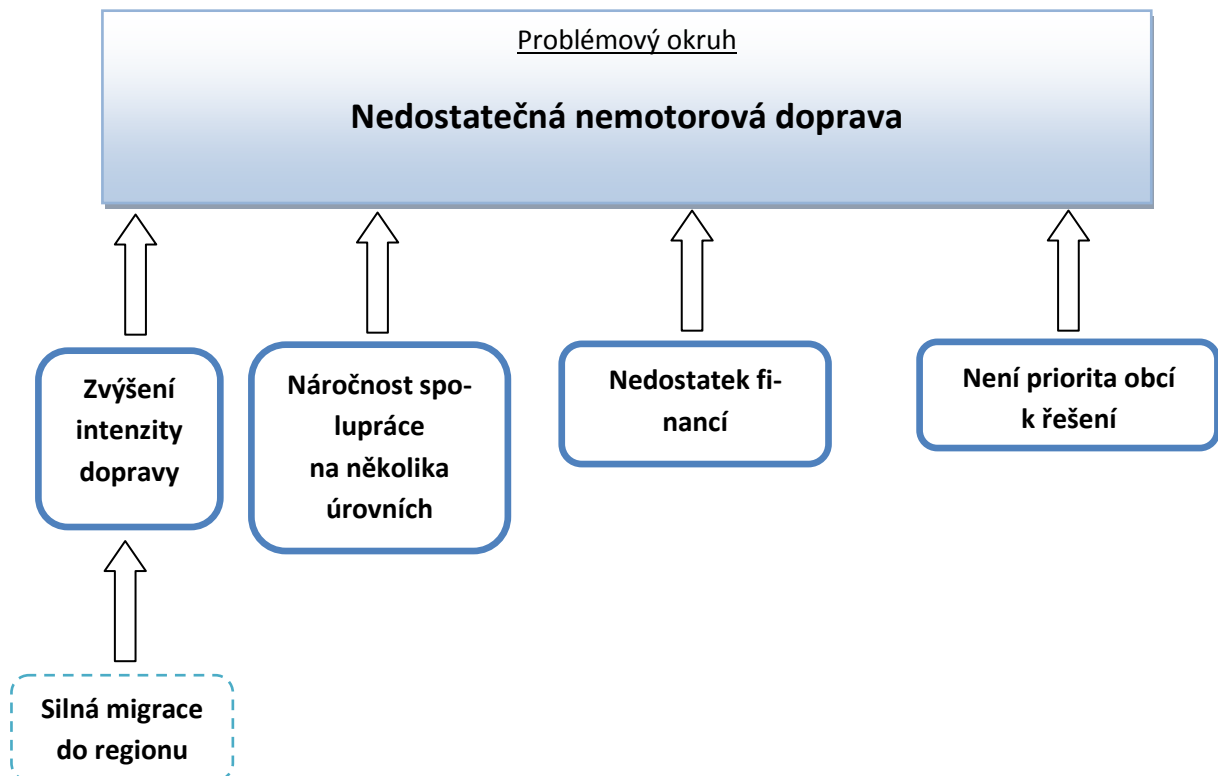 Problémový okruh
Nedostatečná nemotorová doprava
Zvýšení
intenzity
dopravy
Náročnost spo-
lupráce
na několika
úrovních
Nedostatek fi-
nancí
Není priorita obcí
k řešení
Silná migrace
do regionu